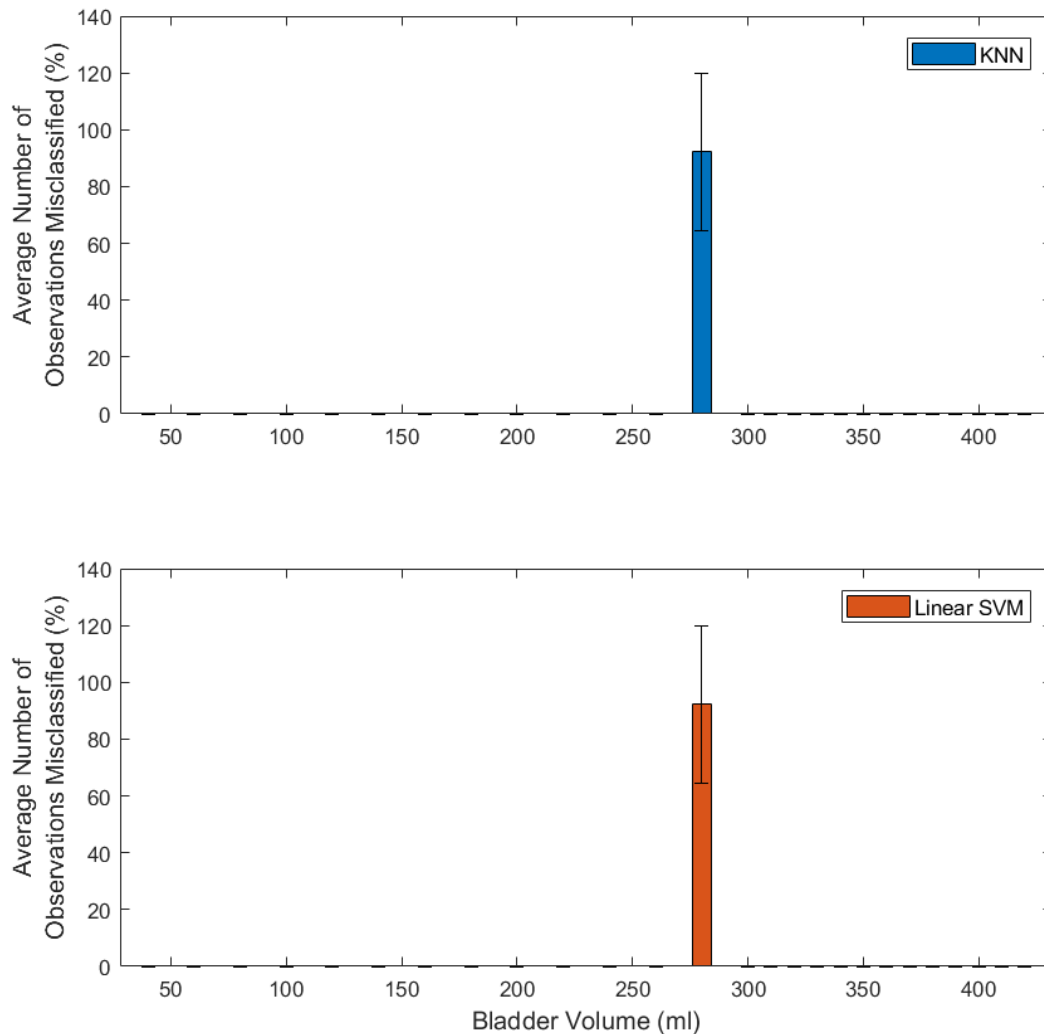 140
120
100
80
60
40
20
0
Average Number of
Observations Misclassified (%)
KNN
50 100 150 200 250 300 350 400
140
120
100
80
60
40
20
0
Average Number of
Observations Misclassified (%)
Linear SVM
50 100 150 200 250 300 350 400
Bladder Volume (ml)